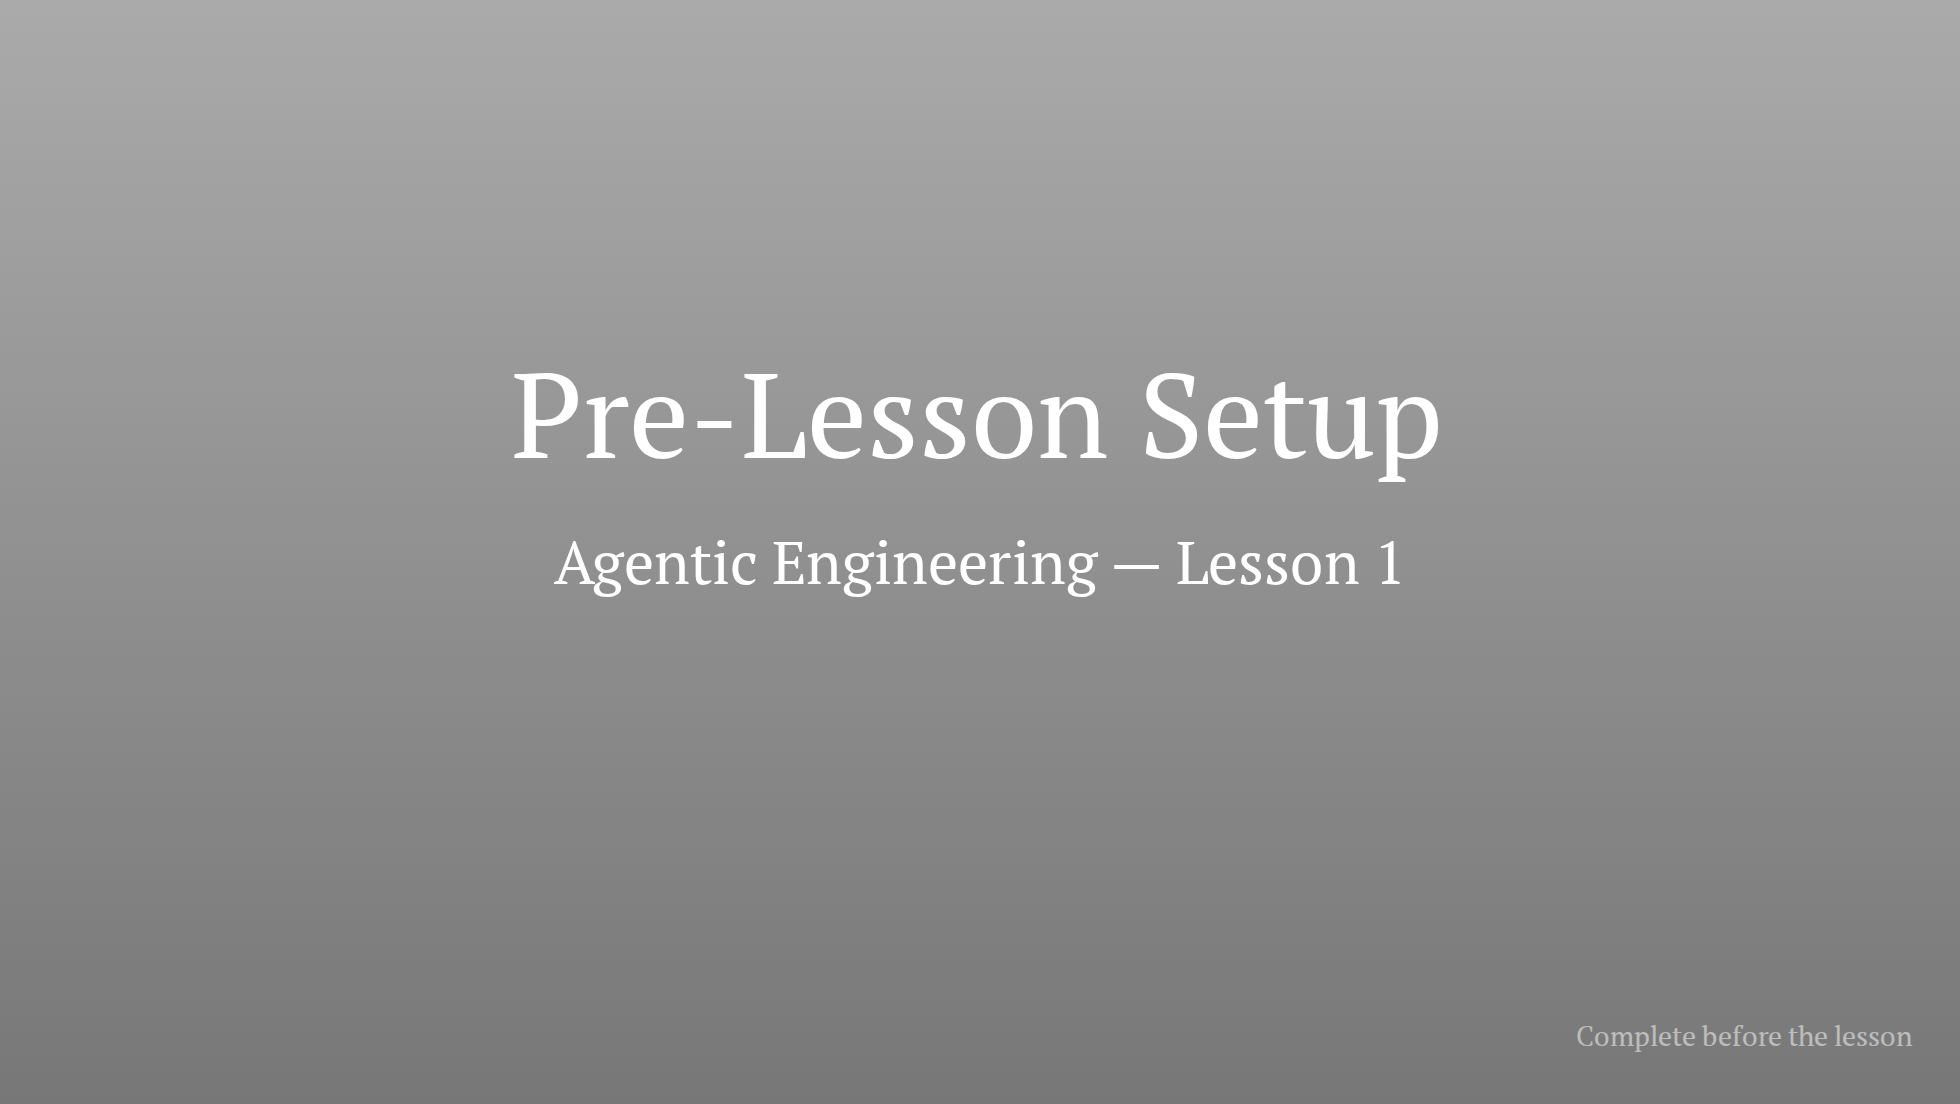 Pre-Lesson Setup
Agentic Engineering — Lesson 1
Complete before the lesson